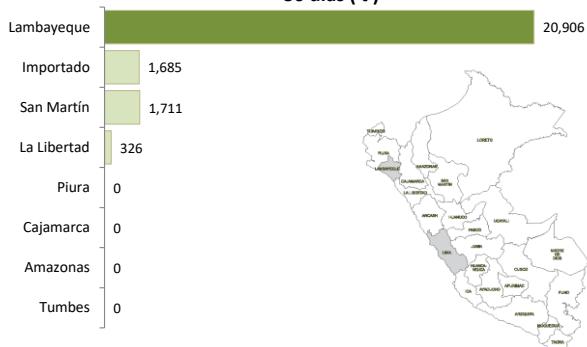 Lambayeque 20,906
Importado 1,685
San Martín 1,711
La Libertad 326
Piura 0
Cajamarca 0
Amazonas 0
Tumbes 0
TUMBES
PIURA
LORETO
LAMBAYEQUE
AMAZONAS
CAJAMARCA
SAN
MARTIN
LA LIBERTAD
ANCASH
HUANUCO
UCAYALI
PASCO
LIMA
JUNIN
MADRE
DE
DIOS
HUANCA-
VELICA
CUSCO
ICA
AYACUCHO
APURIMAC
PUNO
AREQUIPA
MOQUEGUA
TACNA